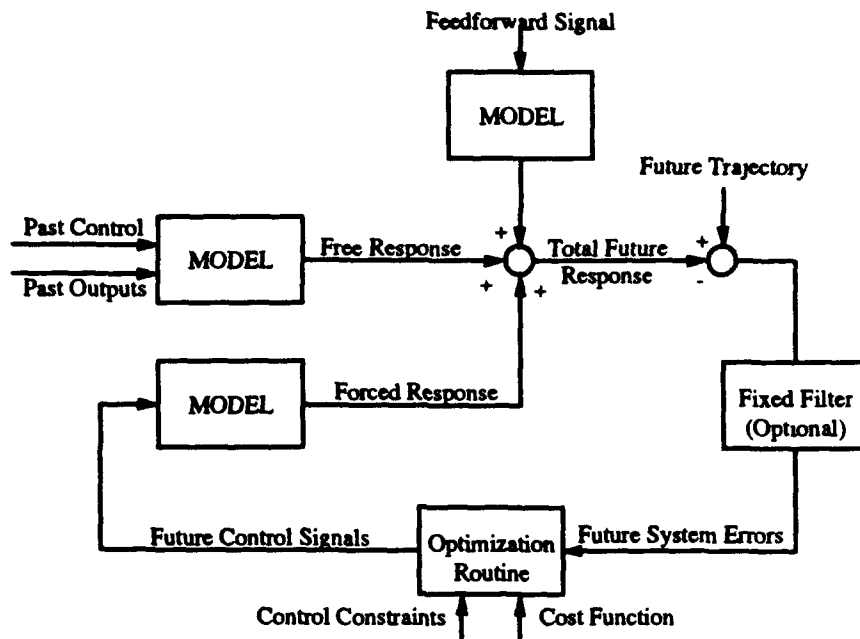 Feedforward Signal
MODEL
Future Trajectory
Past Control
MODEL
Past Outputs
Free Response
+
+
+
Total Future
Response
+
-
MODEL
Forced Response
Fixed Filter
(Optional)
Future Control Signals
Optimization
Routine
Future System Errors
Control Constraints
Cost Function